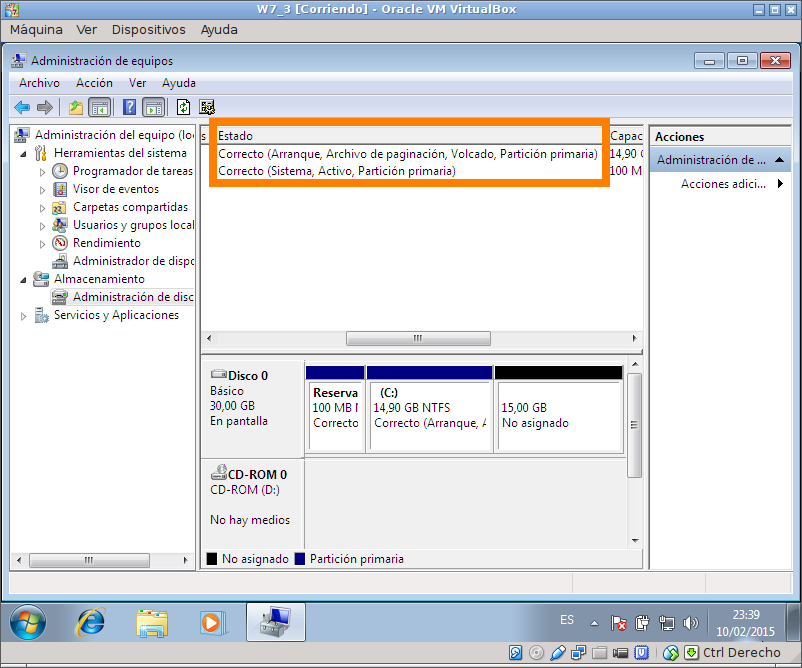 W7_3 [Corriendo] - Oracle VM VirtualBox
Máquina Ver Dispositivos Ayuda
Administración de equipos
Archivo Acción Ver Ayuda
Administración del equipo (loc
Herramientas del sistema
Programador de tareas
Visor de eventos
Carpetas compartidas
Usuarios y grupos local
Rendimiento
Administrador de dispo
Almacenamiento
Administración de disc
Servicios y Aplicaciones
s Estado Capac
Correcto (Arranque, Archivo de paginación, Volcado, Partición primaria) 14,90 G
Correcto (Sistema, Activo, Partición primaria) 100 M
Disco 0
Básico
30,00 GB
En pantalla
Reserva
100 MB N
Correcto
(C:)
14,90 GB NTFS
Correcto (Arranque, A
15,00 GB
No asignado
CD-ROM 0
CD-ROM (D:)
No hay medios
No asignado Partición primaria
Acciones
Administración de ...
Acciones adici...
ES
23:39
10/02/2015
Ctrl Derecho